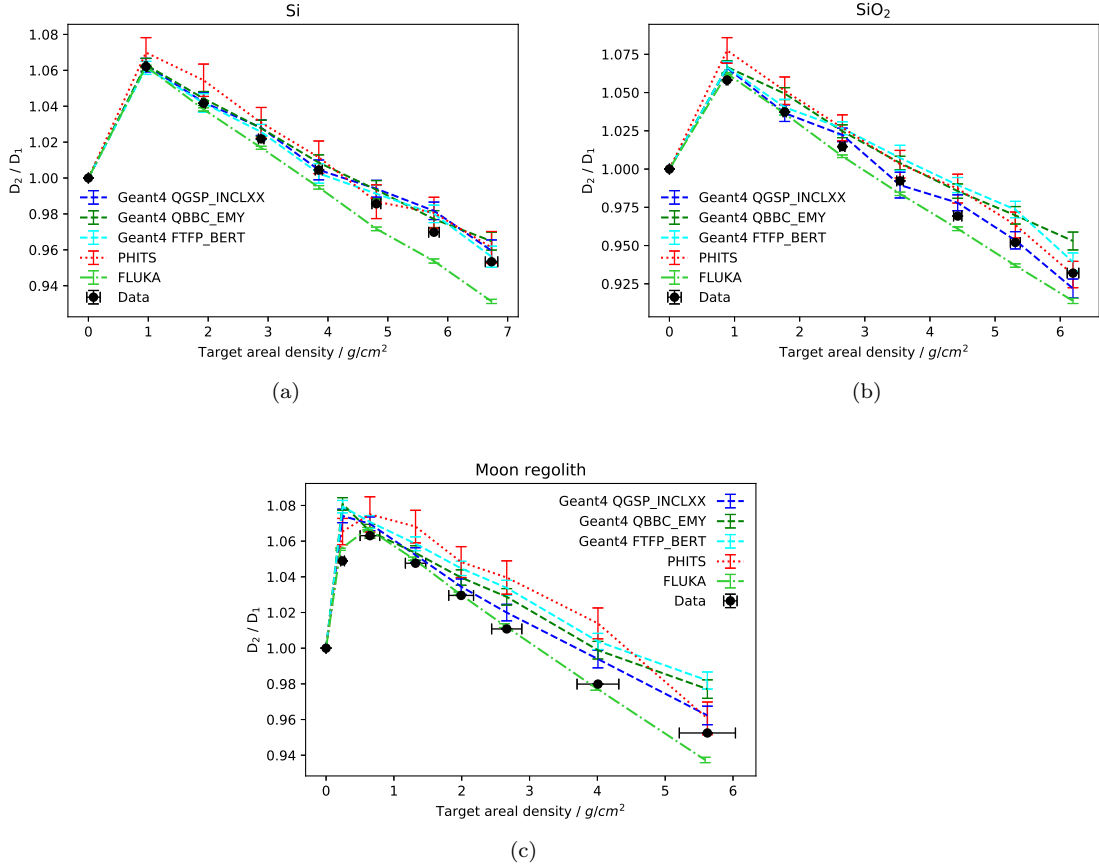 Si
1.08
1.06
1.04
1.02
1.00
0.98
0.96
0.94
D₂ / D₁
Geant4 QGSP_INCLXX
Geant4 QBBC_EMY
Geant4 FTFP_BERT
PHITS
FLUKA
Data
0 1 2 3 4 5 6 7
Target areal density / g/cm²
(a)
SiO₂
1.075
1.050
1.025
1.000
0.975
0.950
0.925
D₂ / D₁
Geant4 QGSP_INCLXX
Geant4 QBBC_EMY
Geant4 FTFP_BERT
PHITS
FLUKA
Data
0 1 2 3 4 5 6
Target areal density / g/cm²
(b)
Moon regolith
1.08
1.06
1.04
1.02
1.00
0.98
0.96
0.94
D₂ / D₁
Geant4 QGSP_INCLXX
Geant4 QBBC_EMY
Geant4 FTFP_BERT
PHITS
FLUKA
Data
0 1 2 3 4 5 6
Target areal density / g/cm²
(c)